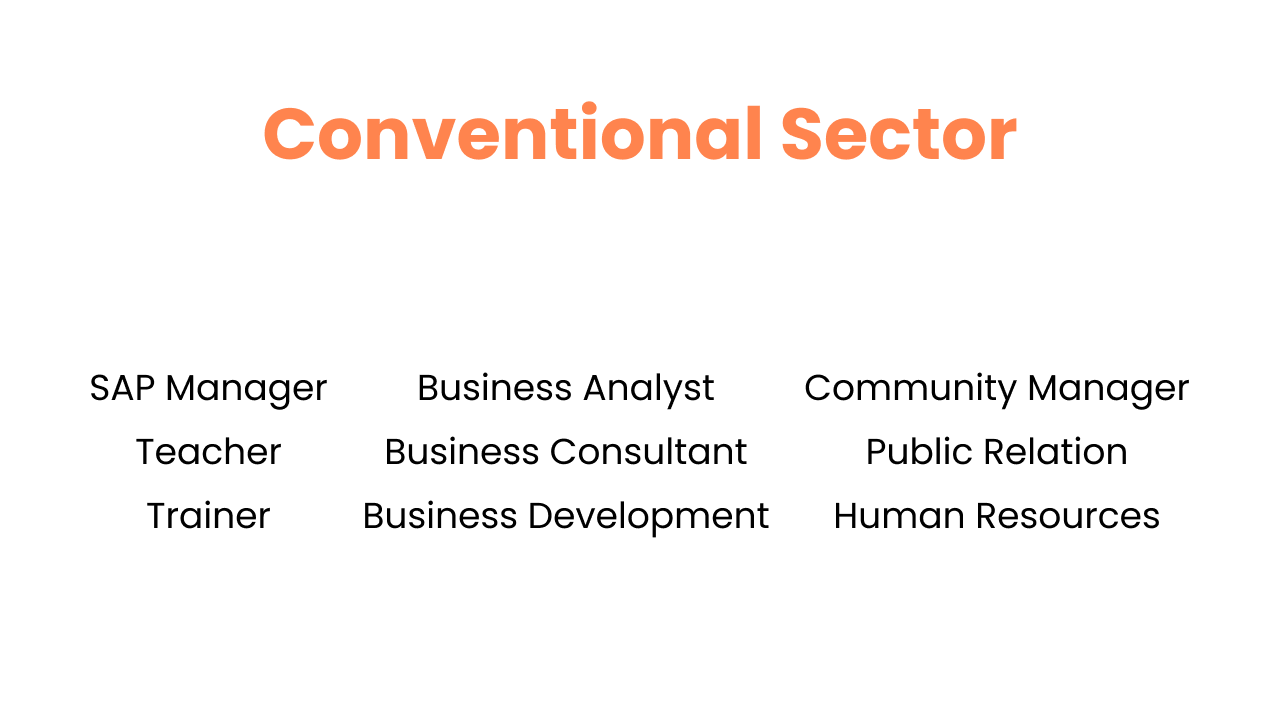 Conventional Sector
SAP Manager
Teacher
Trainer
Business Analyst
Business Consultant
Business Development
Community Manager
Public Relation
Human Resources